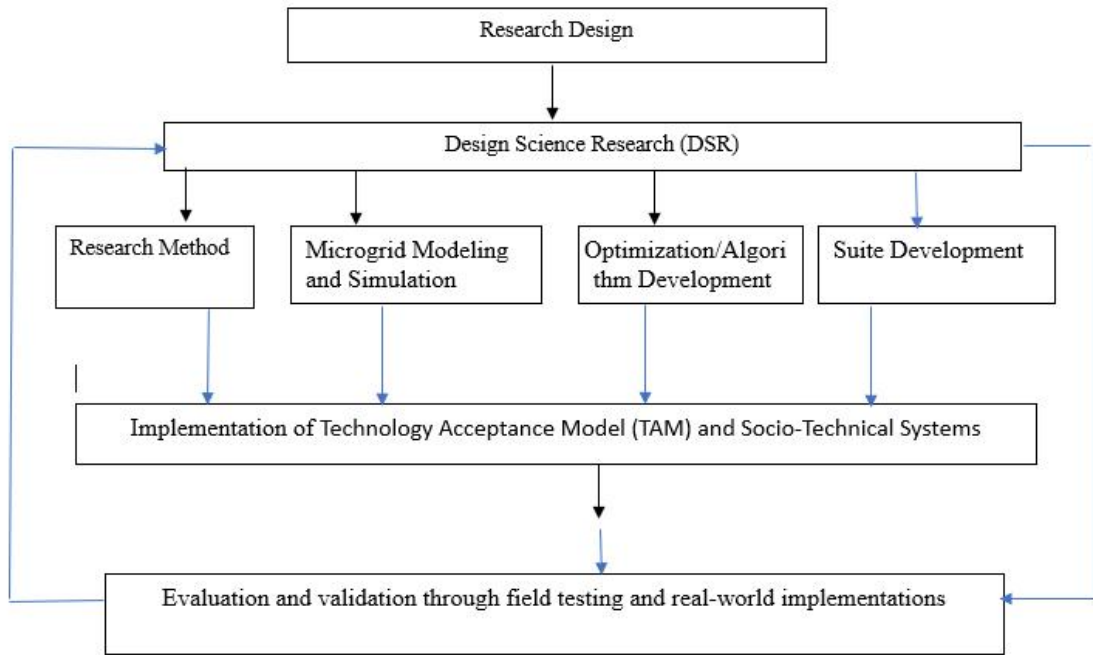 Research Design
Design Science Research (DSR)
Research Method
Microgrid Modeling
and Simulation
Optimization/Algori
thm Development
Suite Development
Implementation of Technology Acceptance Model (TAM) and Socio-Technical Systems
Evaluation and validation through field testing and real-world implementations